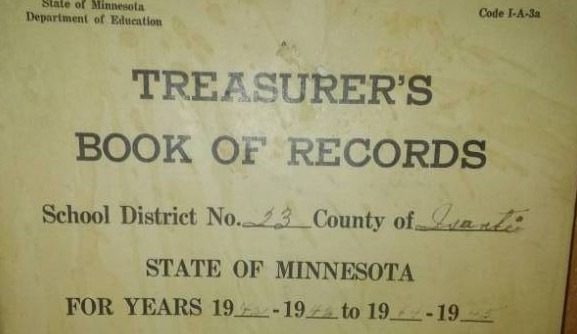 State of Minnesota
Department of Education
Code I-A-3a
TREASURER'S
BOOK OF RECORDS
School District No. 23 County of Isanti
STATE OF MINNESOTA
FOR YEARS 19 - 19 to 19 - 19